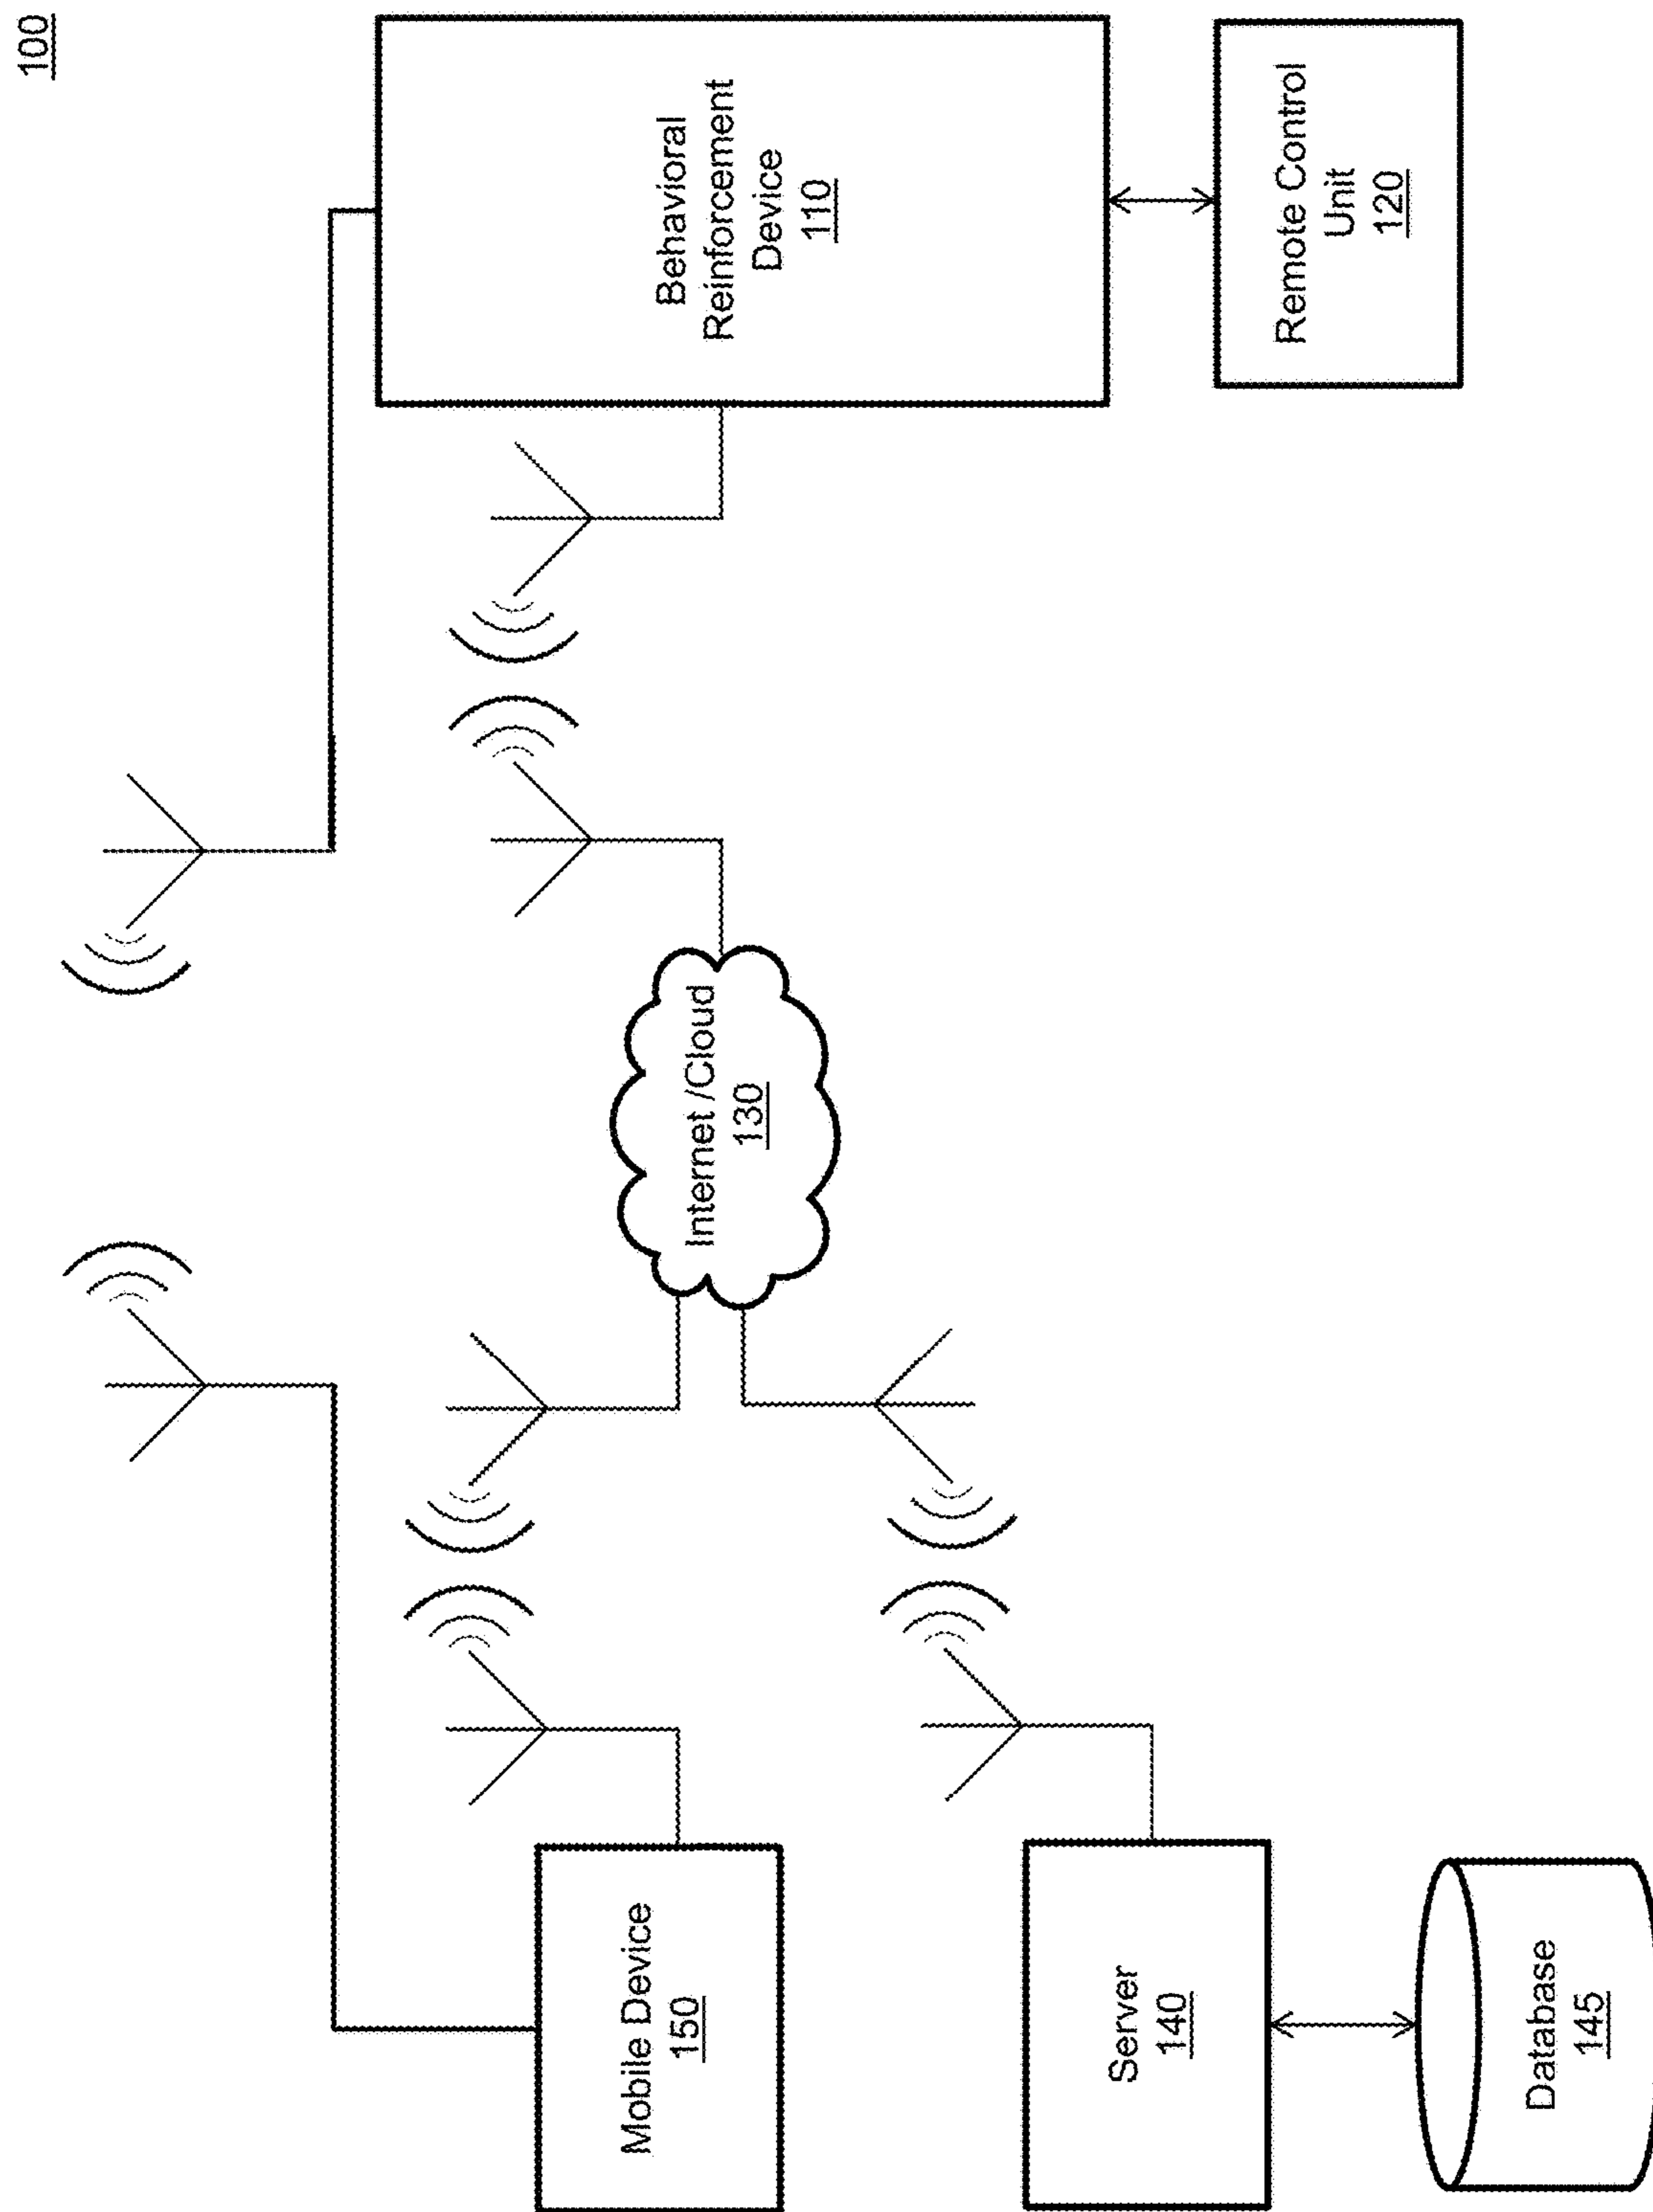 100
Mobile Device
150
Server
140
Database
145
Internet /Cloud
130
Behavioral
Reinforcement
Device
110
Remote Control
Unit
120